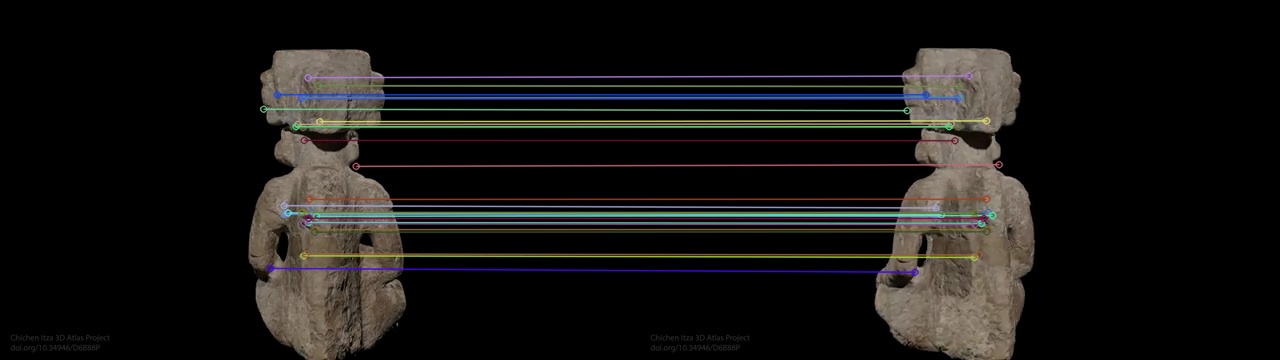 Chichen Itza 3D Atlas Project
doi.org/10.34946/D6B88P
Chichen Itza 3D Atlas Project
doi.org/10.34946/D6B88P